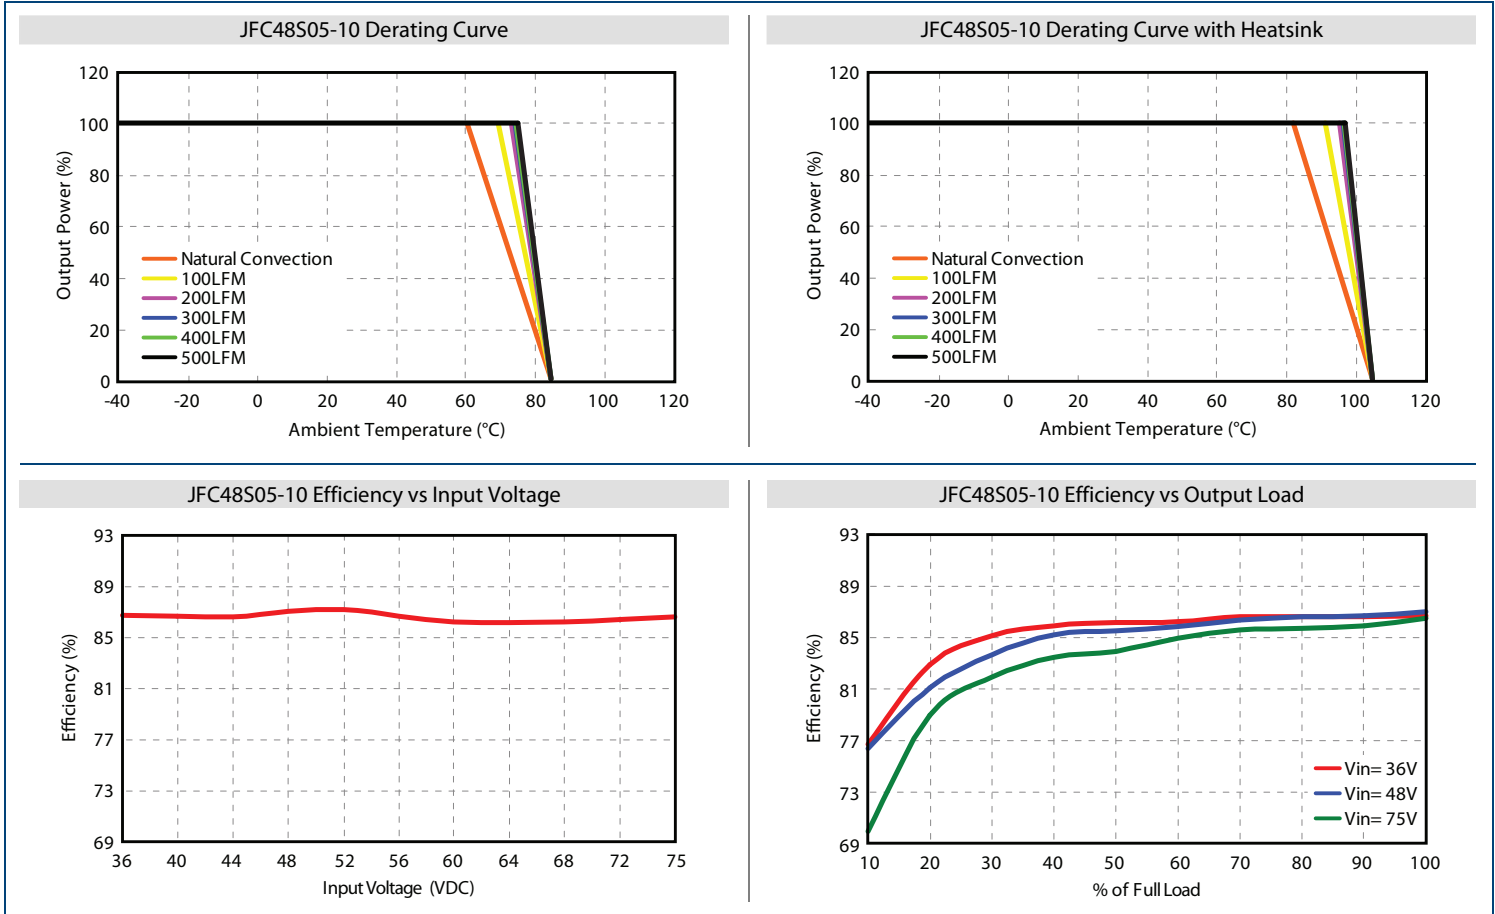 JFC48S05-10 Derating Curve
120
100
80
60
40
20
0
Output Power (%)
Natural Convection
100LFM
200LFM
300LFM
400LFM
500LFM
-40 -20 0 20 40 60 80 100 120
Ambient Temperature (°C)
JFC48S05-10 Derating Curve with Heatsink
120
100
80
60
40
20
0
Output Power (%)
Natural Convection
100LFM
200LFM
300LFM
400LFM
500LFM
-40 -20 0 20 40 60 80 100 120
Ambient Temperature (°C)
JFC48S05-10 Efficiency vs Input Voltage
93
89
85
81
77
73
69
Efficiency (%)
36 40 44 48 52 56 60 64 68 72 75
Input Voltage (VDC)
JFC48S05-10 Efficiency vs Output Load
93
89
85
81
77
73
69
Efficiency (%)
Vin= 36V
Vin= 48V
Vin= 75V
10 20 30 40 50 60 70 80 90 100
% of Full Load